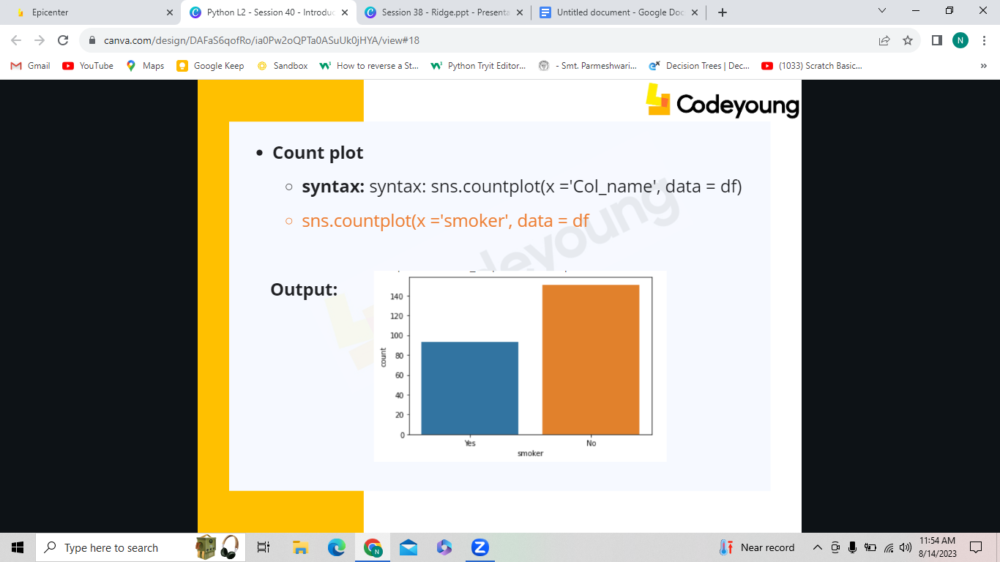 Epicenter
Python L2 - Session 40 - Introduc
Session 38 - Ridge.ppt - Presenta
Untitled document - Google Doc
canva.com/design/DAFaS6qofRo/ia0Pw2oQPTa0ASuUk0jHYA/view#18
N
Gmail
YouTube
Maps
Google Keep
Sandbox
How to reverse a St...
Python Tryit Editor...
- Smt. Parmeshwari...
Decision Trees | Dec...
(1033) Scratch Basic...
»
Codeyoung
• Count plot
syntax: syntax: sns.countplot(x ='Col_name', data = df)
sns.countplot(x ='smoker', data = df
deyoung
Output:
140
120
100
80
60
40
20
0
count
Yes
No
smoker
Type here to search
N
Z
Near record
11:54 AM
8/14/2023